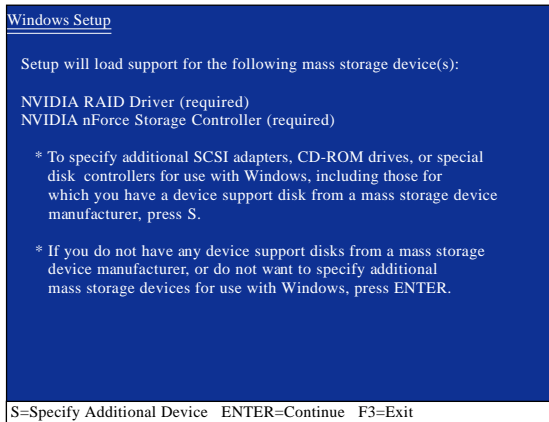 Windows Setup
Setup will load support for the following mass storage device(s):
NVIDIA RAID Driver (required)
NVIDIA nForce Storage Controller (required)
* To specify additional SCSI adapters, CD-ROM drives, or special
disk controllers for use with Windows, including those for
which you have a device support disk from a mass storage device
manufacturer, press S.
* If you do not have any device support disks from a mass storage
device manufacturer, or do not want to specify additional
mass storage devices for use with Windows, press ENTER.
S=Specify Additional Device ENTER=Continue F3=Exit